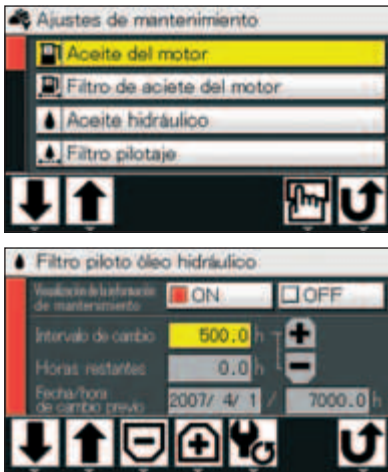 Ajustes de mantenimiento
Aceite del motor
Filtro de aciete del motor
Aceite hidráulico
Filtro pilotaje
Filtro piloto óleo hidráulico
Visualización de la información
de mantenimiento
ON
OFF
Intervalo de cambio
500.0 h
Horas restantes
0.0 h
Fecha/hora
de cambio previo
2007/ 4/ 1 / 7000.0 h